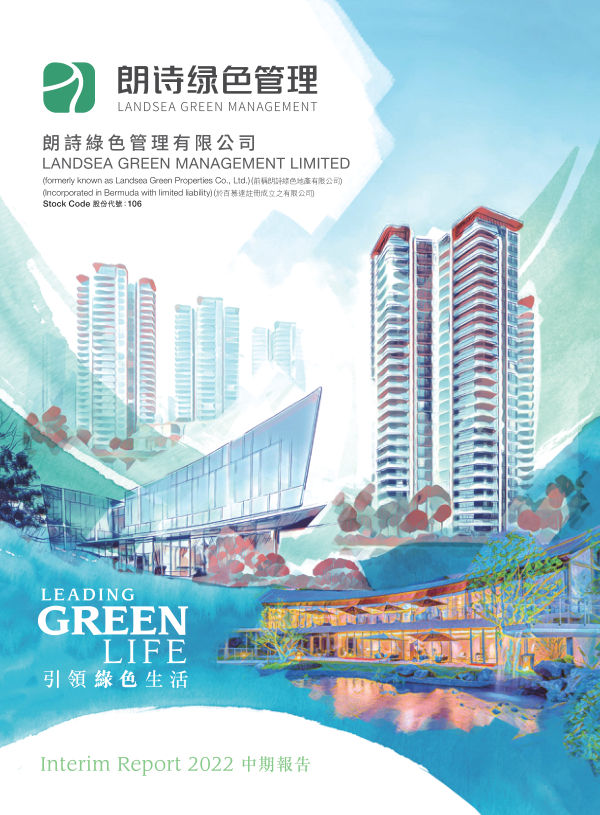 朗诗绿色管理
LANDSEA GREEN MANAGEMENT
朗詩綠色管理有限公司
LANDSEA GREEN MANAGEMENT LIMITED
(formerly known as Landsea Green Properties Co., Ltd.) (前稱朗詩綠色地產有限公司)
(Incorporated in Bermuda with limited liability) (於百慕達註冊成立之有限公司)
Stock Code 股份代號 : 106
LEADING
GREEN
LIFE
引領綠色生活
Interim Report 2022 中期報告